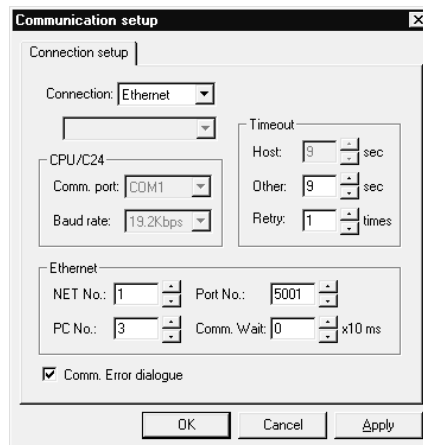 Communication setup
Connection setup
Connection: Ethernet
Timeout
Host: 9 sec
Other: 9 sec
Retry: 1 times
CPU/C24
Comm. port: COM1
Baud rate: 19.2Kbps
Ethernet
NET No.: 1 Port No.: 5001
PC No.: 3 Comm. Wait: 0 x10 ms
Comm. Error dialogue
OK Cancel Apply